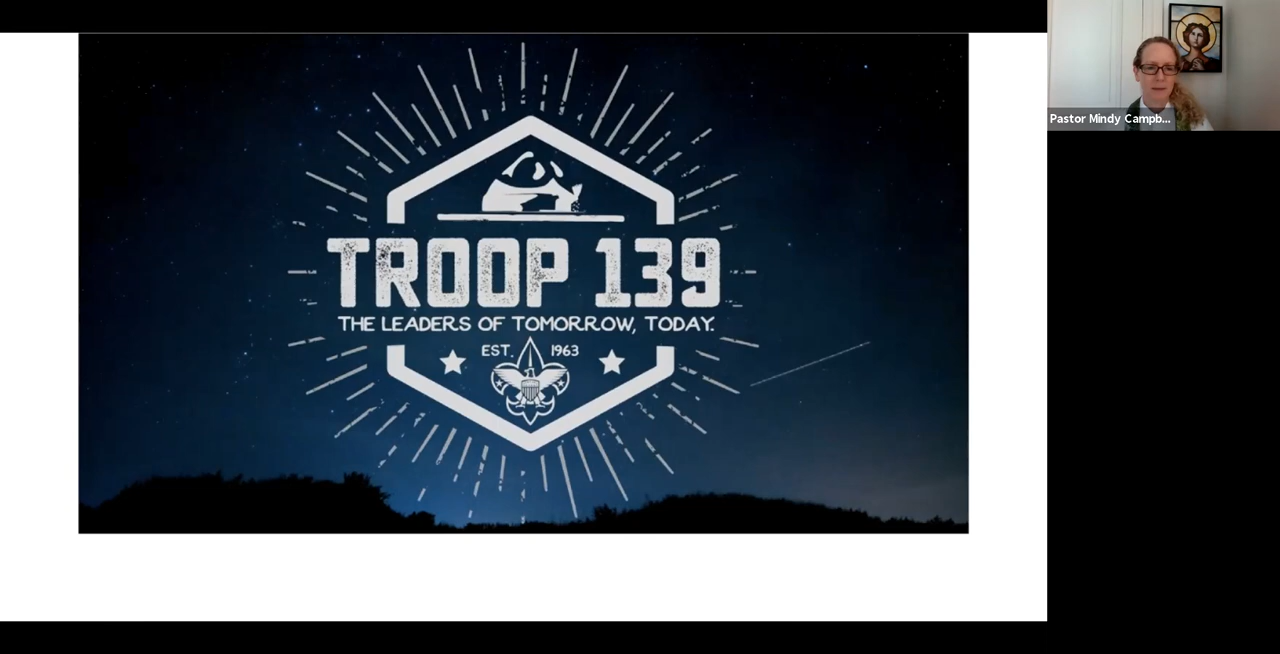 TROOP 139
THE LEADERS OF TOMORROW, TODAY.
EST. 1963
Pastor Mindy Campb...